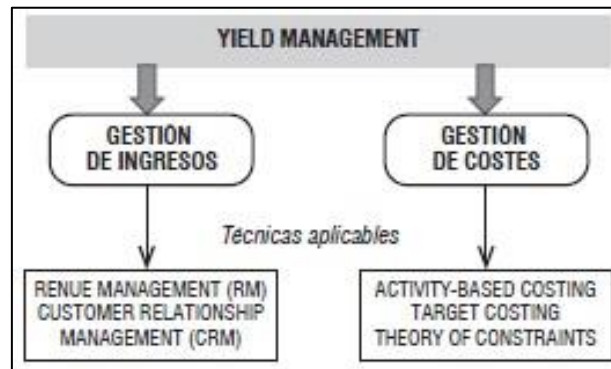 YIELD MANAGEMENT
GESTIÓN
DE INGRESOS
GESTIÓN
DE COSTES
Técnicas aplicables
RENUE MANAGEMENT (RM)
CUSTOMER RELATIONSHIP
MANAGEMENT (CRM)
ACTIVITY-BASED COSTING
TARGET COSTING
THEORY OF CONSTRAINTS